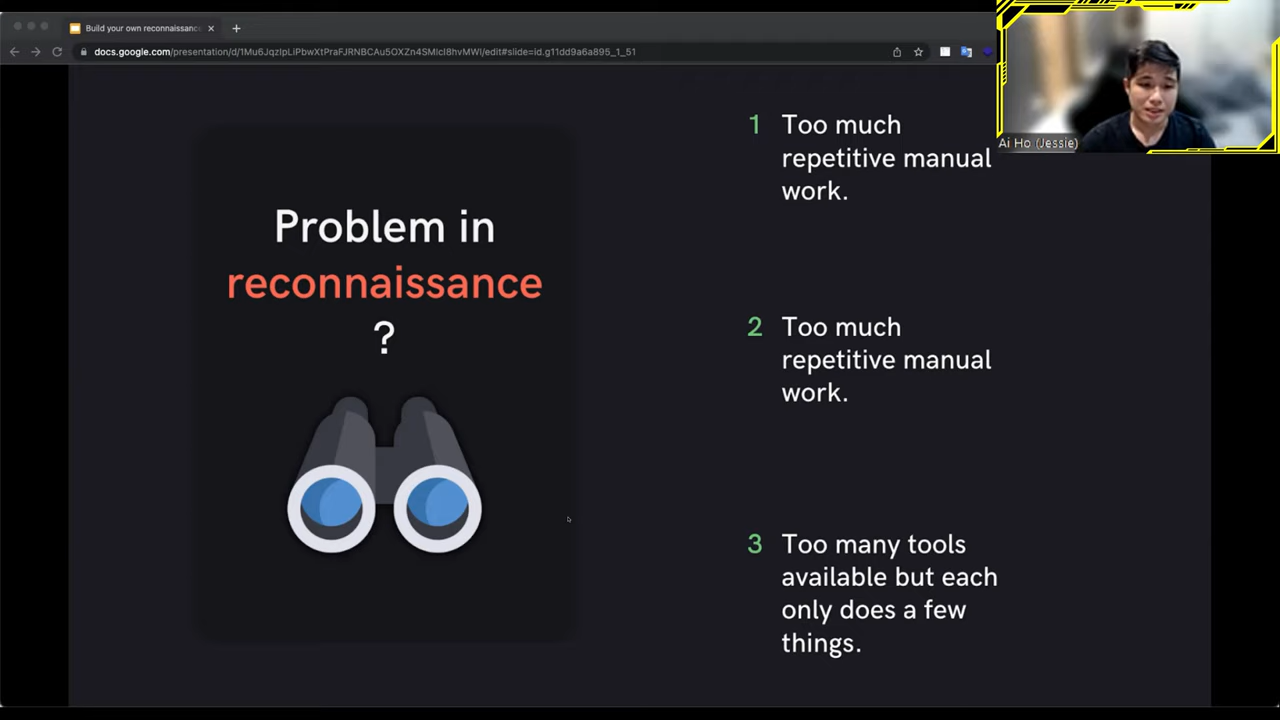 Build your own reconnaissanc
docs.google.com/presentation/d/1Mu6JqzlpLiPbwXtPraFJRNBCAu5OXZn4SMlcI8hvMWI/edit#slide=id.g11dd9a6a895_1_51
Ai Ho (Jessie)
Problem in
reconnaissance
?
1 Too much
repetitive manual
work.
2 Too much
repetitive manual
work.
3 Too many tools
available but each
only does a few
things.